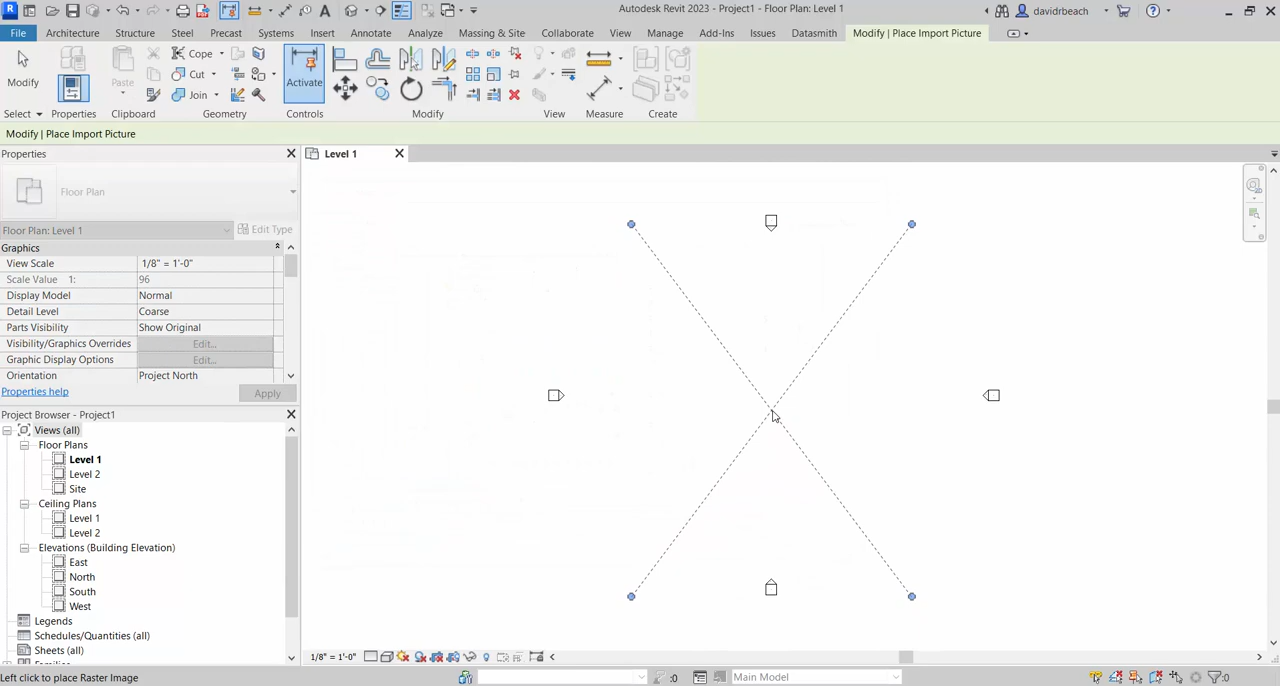 Autodesk Revit 2023 - Project1 - Floor Plan: Level 1
davidrbeach
File Architecture Structure Steel Precast Systems Insert Annotate Analyze Massing & Site Collaborate View Manage Add-Ins Issues Datmsith Modify | Place Import Picture
Modify
Paste
Cope
Cut
Join
Activate
Select Properties Clipboard Geometry Controls Modify View Measure Create
Modify | Place Import Picture
Properties
Level 1
Floor Plan
Floor Plan: Level 1
Edit Type
Graphics
View Scale 1/8" = 1'-0"
Scale Value 1: 96
Display Model Normal
Detail Level Coarse
Parts Visibility Show Original
Visibility/Graphics Overrides Edit...
Graphic Display Options Edit...
Orientation Project North
Properties help
Apply
Project Browser - Project1
Views (all)
Floor Plans
Level 1
Level 2
Site
Ceiling Plans
Level 1
Level 2
Elevations (Building Elevation)
East
North
South
West
Legends
Schedules/Quantities (all)
Sheets (all)
1/8" = 1'-0"
Left click to place Raster Image
:0
Main Model
:0